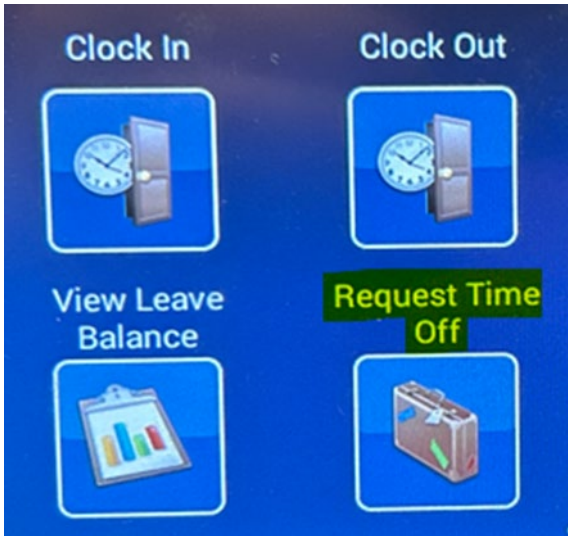 Clock In
Clock Out
View Leave
Balance
Request Time
Off